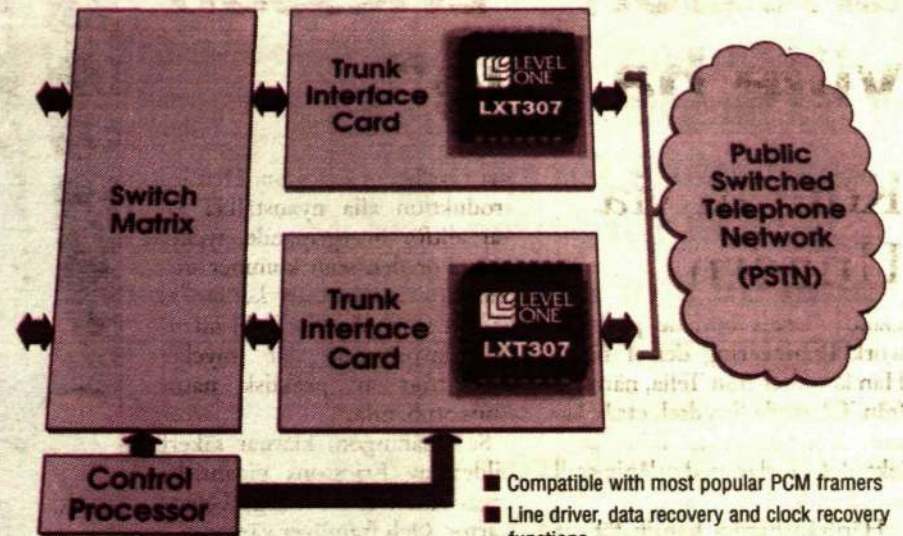 Trunk
Interface
Card
LEVEL
ONE
LXT307
Switch
Matrix
Public
Switched
Telephone
Network
(PSTN)
Trunk
Interface
Card
LEVEL
ONE
LXT307
Control
Processor
■ Compatible with most popular PCM framers
■ Line driver, data recovery and clock recovery
functions